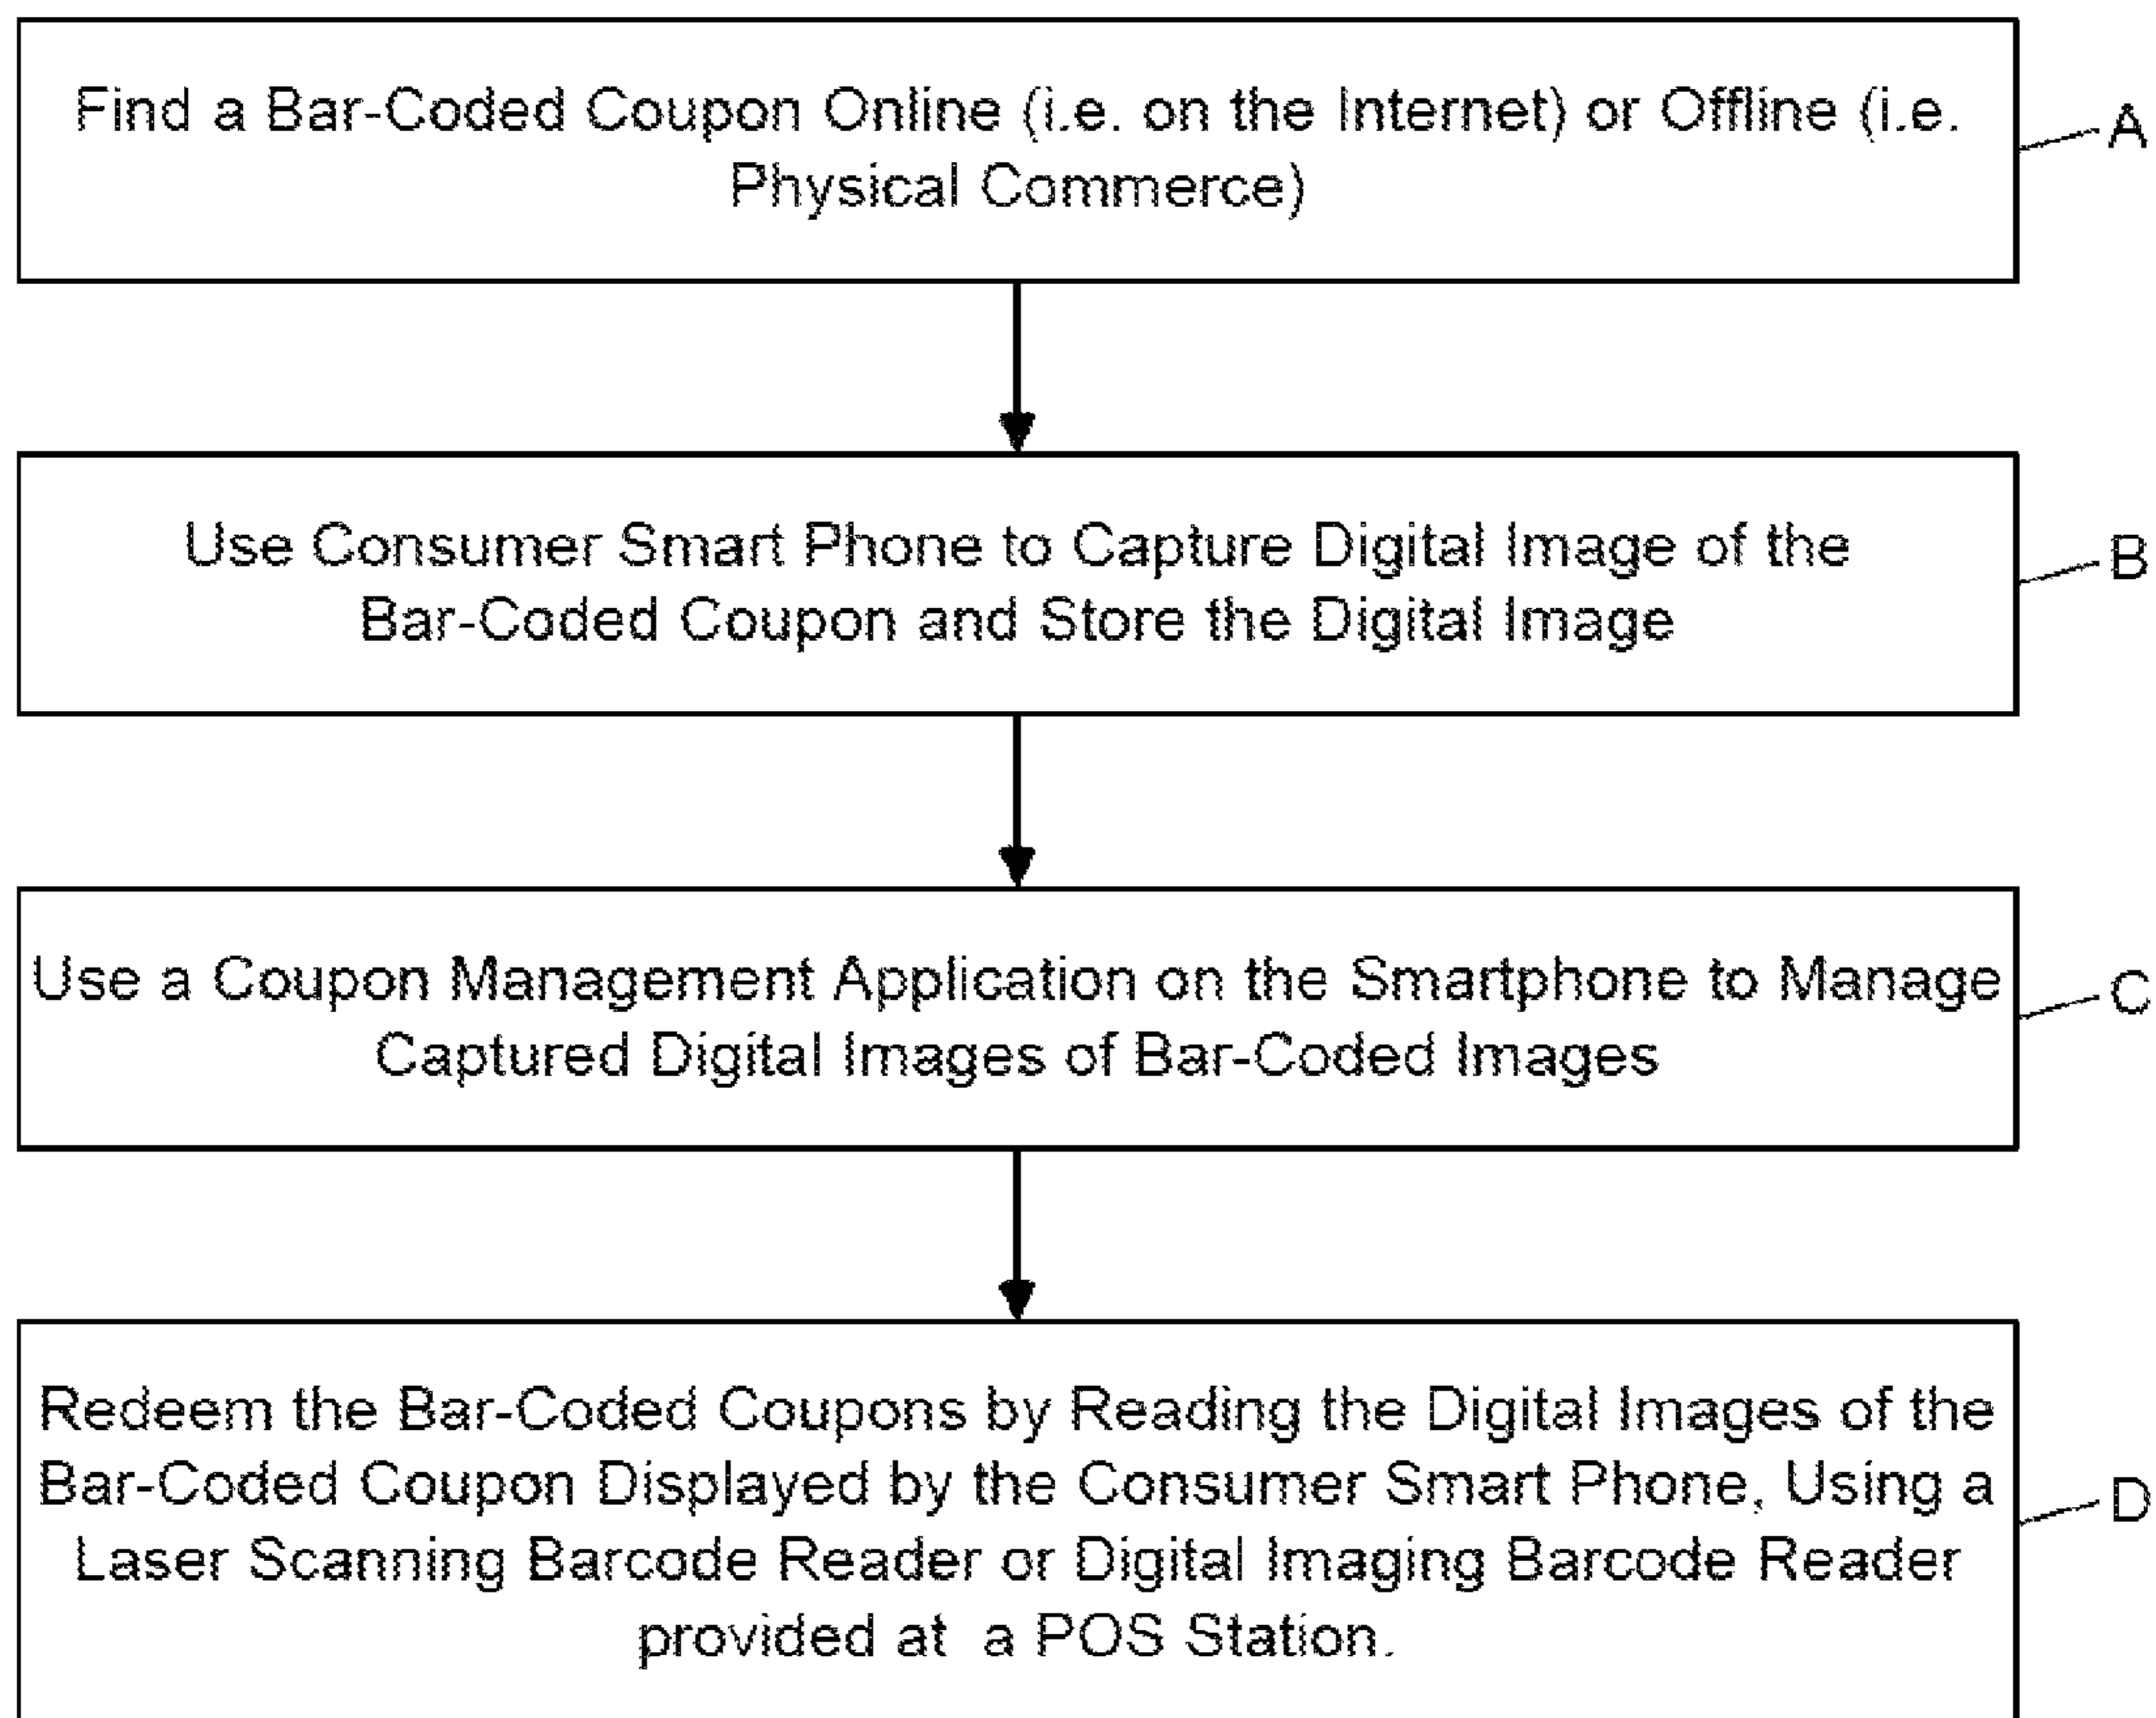 Find a Bar-Coded Coupon Online (i.e. on the Internet) or Offline (i.e.
Physical Commerce)
A
Use Consumer Smart Phone to Capture Digital Image of the
Bar-Coded Coupon and Store the Digital Image
B
Use a Coupon Management Application on the Smartphone to Manage
Captured Digital Images of Bar-Coded Images
C
Redeem the Bar-Coded Coupons by Reading the Digital Images of the
Bar-Coded Coupon Displayed by the Consumer Smart Phone, Using a
Laser Scanning Barcode Reader or Digital Imaging Barcode Reader
provided at a POS Station.
D